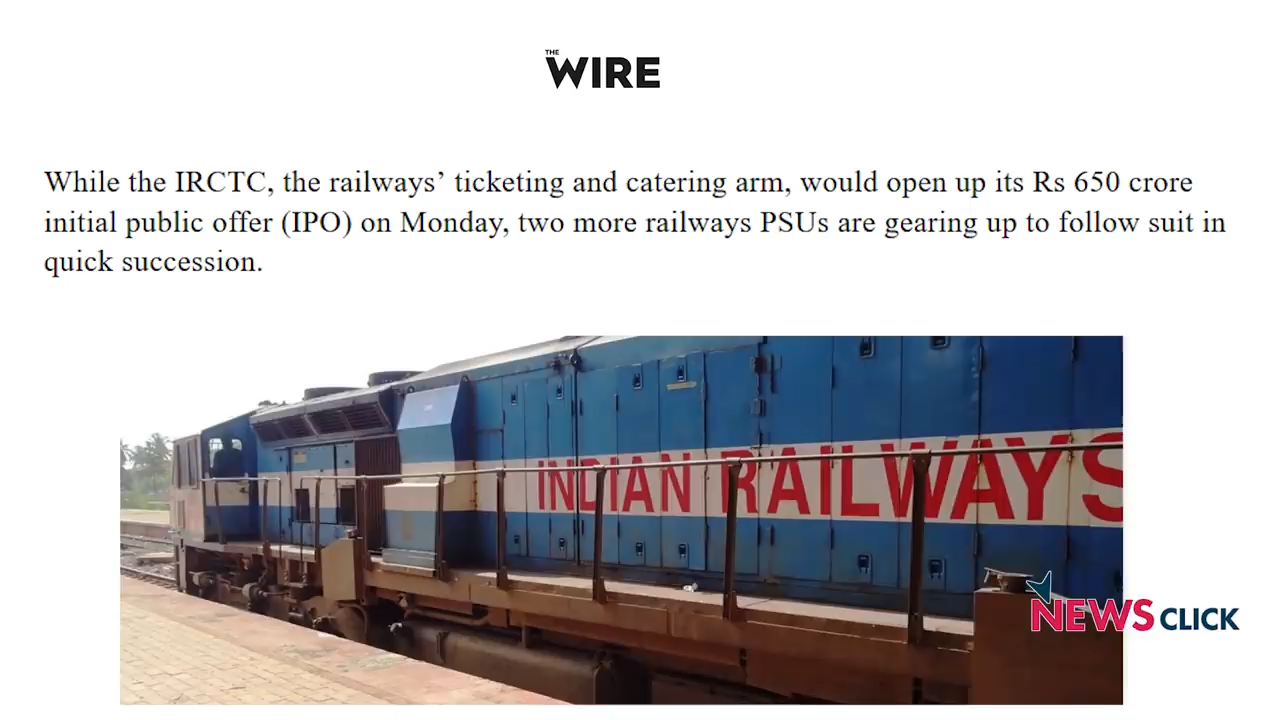 THE
WIRE
While the IRCTC, the railways’ ticketing and catering arm, would open up its Rs 650 crore
initial public offer (IPO) on Monday, two more railways PSUs are gearing up to follow suit in
quick succession.
INDIAN RAILWAYS
NEWSCLICK